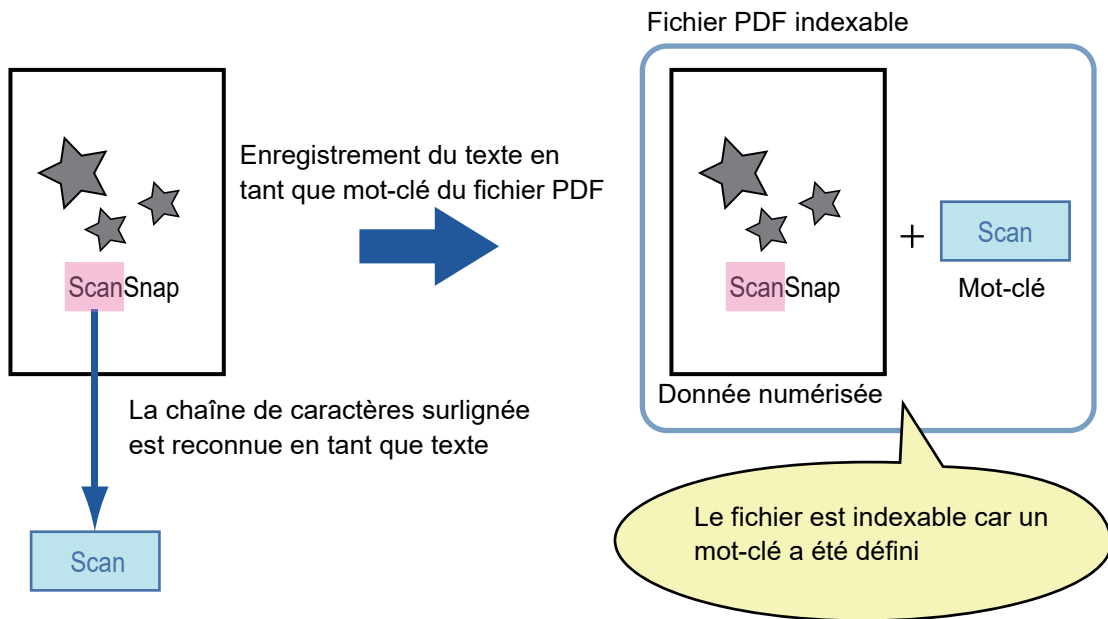 Fichier PDF indexable
Enregistrement du texte en
tant que mot-clé du fichier PDF
ScanSnap
La chaîne de caractères surlignée
est reconnue en tant que texte
Scan
ScanSnap
+
Scan
Mot-clé
Donnée numérisée
Le fichier est indexable car un
mot-clé a été défini